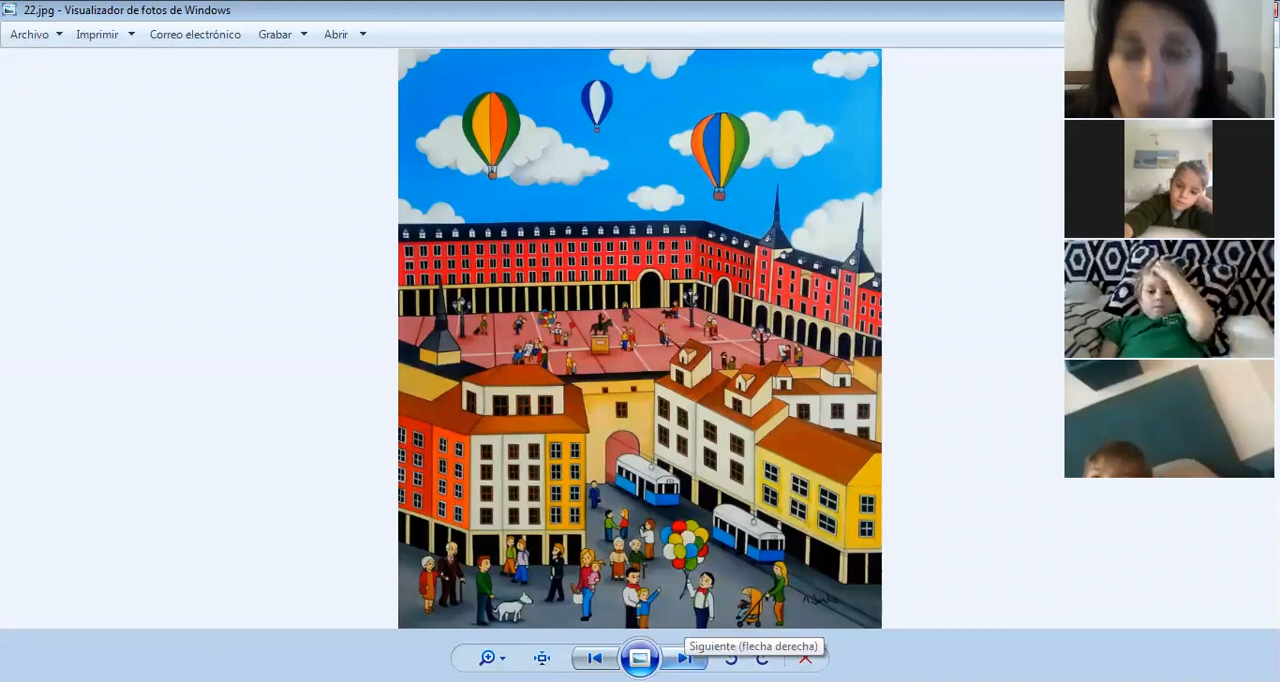 22.jpg - Visualizador de fotos de Windows
Archivo Imprimir Correo electrónico Grabar Abrir
Siguiente (flecha derecha)